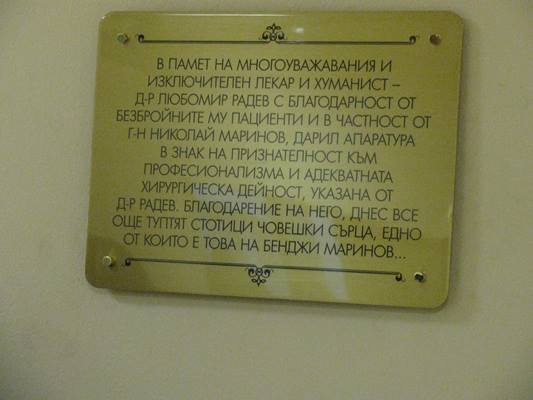 В ПАМЕТ НА МНОГОУВАЖАВАНИЯ И
ИЗКЛЮЧИТЕЛЕН ЛЕКАР И ХУМАНИСТ –
Д-Р ЛЮБОМИР РАДЕВ С БЛАГОДАРНОСТ ОТ
БЕЗБРОЙНИТЕ МУ ПАЦИЕНТИ И В ЧАСТНОСТ ОТ
Г-Н НИКОЛАЙ МАРИНОВ, ДАРИЛ АПАРАТУРА
В ЗНАК НА ПРИЗНАТЕЛНОСТ КЪМ
ПРОФЕСИОНАЛИЗМА И АДЕКВАТНАТА
ХИРУРГИЧЕСКА ДЕЙНОСТ, УКАЗАНА ОТ
Д-Р РАДЕВ. БЛАГОДАРЕНИЕ НА НЕГО, ДНЕС ВСЕ
ОЩЕ ТУПТЯТ СТОТИЦИ ЧОВЕШКИ СЪРЦА, ЕДНО
ОТ КОИТО Е ТОВА НА БЕНДЖИ МАРИНОВ...